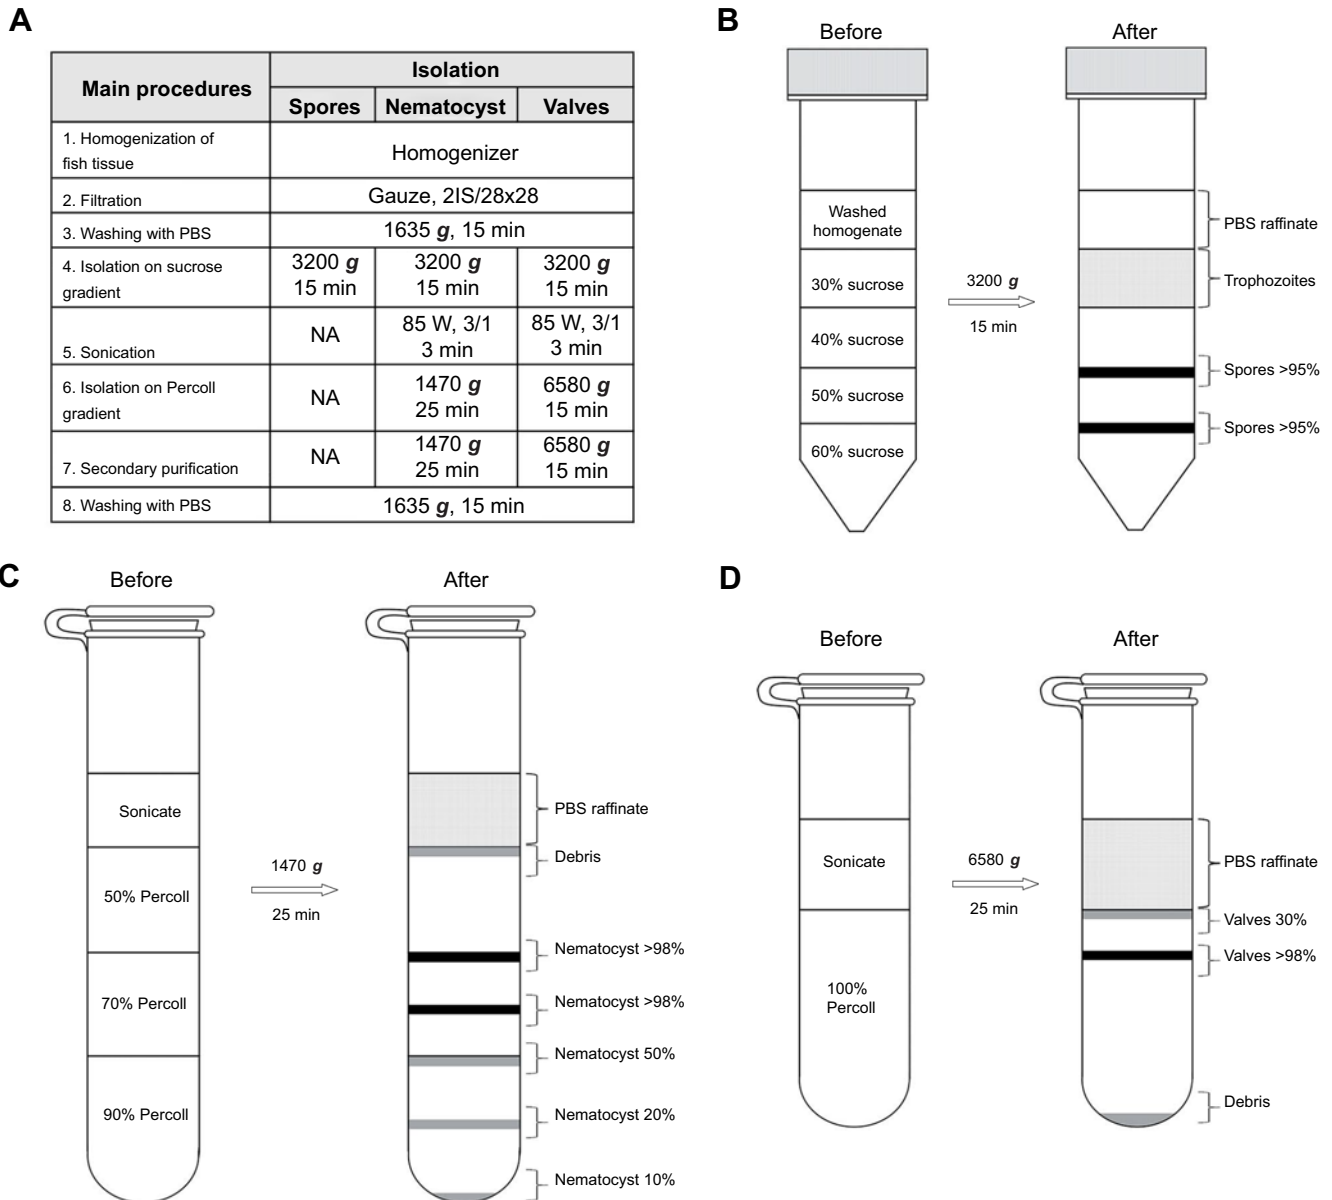 A
Main procedures
Isolation
Spores
Nematocyst
Valves
1. Homogenization of
fish tissue
Homogenizer
2. Filtration
Gauze, 2IS/28x28
3. Washing with PBS
1635 g, 15 min
4. Isolation on sucrose
gradient
3200 g
15 min
3200 g
15 min
3200 g
15 min
5. Sonication
NA
85 W, 3/1
3 min
85 W, 3/1
3 min
6. Isolation on Percoll
gradient
NA
1470 g
25 min
6580 g
15 min
7. Secondary purification
NA
1470 g
25 min
6580 g
15 min
8. Washing with PBS
1635 g, 15 min
B
Before
After
Washed
homogenate
30% sucrose
40% sucrose
50% sucrose
60% sucrose
3200 g
15 min
PBS raffinate
Trophozoites
Spores >95%
Spores >95%
C
Before
After
Sonicate
50% Percoll
70% Percoll
90% Percoll
1470 g
25 min
PBS raffinate
Debris
Nematocyst >98%
Nematocyst >98%
Nematocyst 50%
Nematocyst 20%
Nematocyst 10%
D
Before
After
Sonicate
100%
Percoll
6580 g
25 min
PBS raffinate
Valves 30%
Valves >98%
Debris